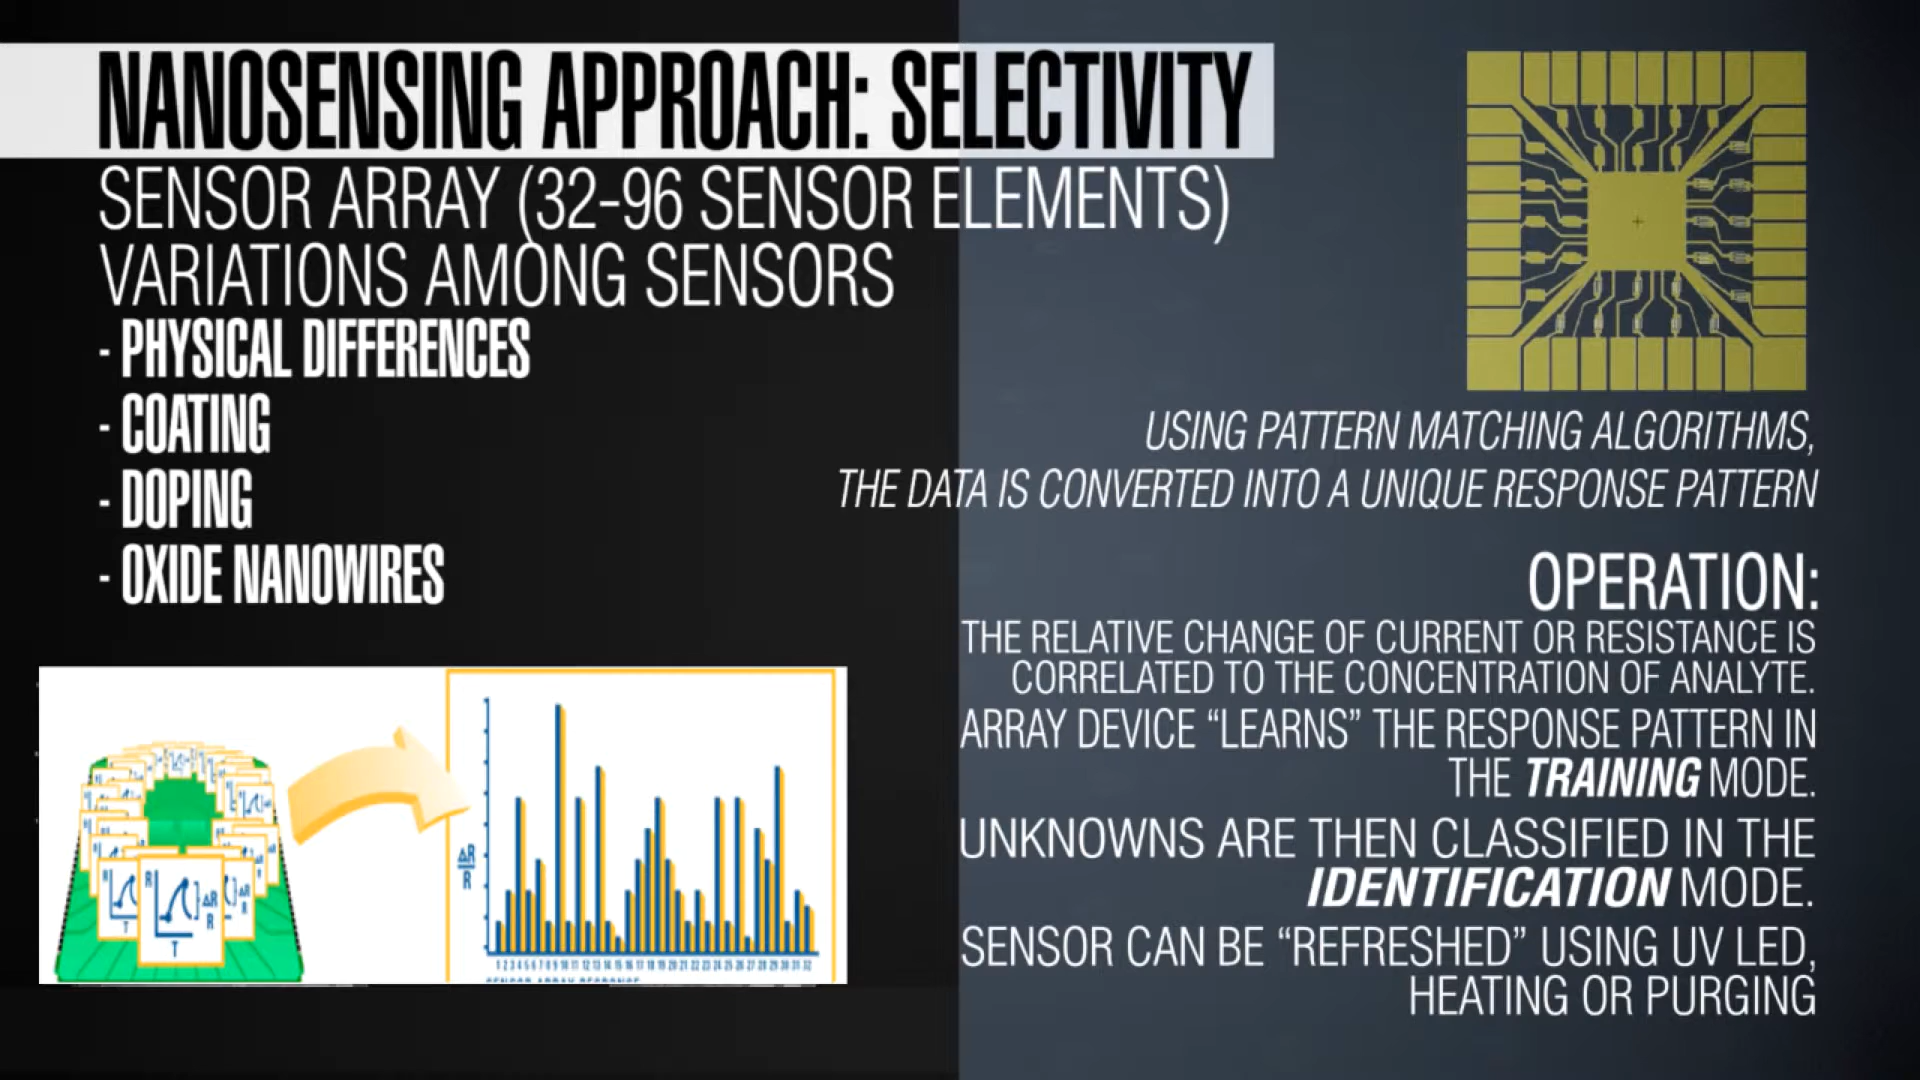 NANOSENSING APPROACH: SELECTIVITY
SENSOR ARRAY (32-96 SENSOR ELEMENTS)
VARIATIONS AMONG SENSORS
- PHYSICAL DIFFERENCES
- COATING
- DOPING
- OXIDE NANOWIRES
USING PATTERN MATCHING ALGORITHMS,
THE DATA IS CONVERTED INTO A UNIQUE RESPONSE PATTERN
OPERATION:
THE RELATIVE CHANGE OF CURRENT OR RESISTANCE IS
CORRELATED TO THE CONCENTRATION OF ANALYTE.
ARRAY DEVICE “LEARNS” THE RESPONSE PATTERN IN
THE TRAINING MODE.
UNKNOWNS ARE THEN CLASSIFIED IN THE
IDENTIFICATION MODE.
SENSOR CAN BE “REFRESHED” USING UV LED,
HEATING OR PURGING
R
ΔR
R
T
ΔR
R
1 2 3 4 5 6 7 8 9 10 11 12 13 14 15 16 17 18 19 20 21 22 23 24 25 26 27 28 29 30 31 32
SENSOR ARRAY RESPONSE